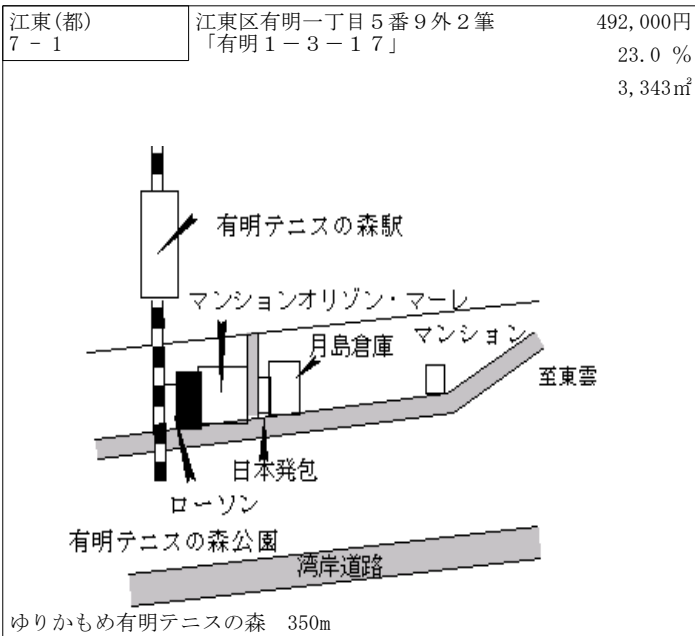 江東(都)
7 - 1
江東区有明一丁目５番９外２筆
「有明１－３－１７」
492,000円
23.0 %
3,343㎡
有明テニスの森駅
マンションオリゾン・マーレ
マンション
月島倉庫
至東雲
日本発包
ローソン
有明テニスの森公園
湾岸道路
ゆりかもめ有明テニスの森　350m